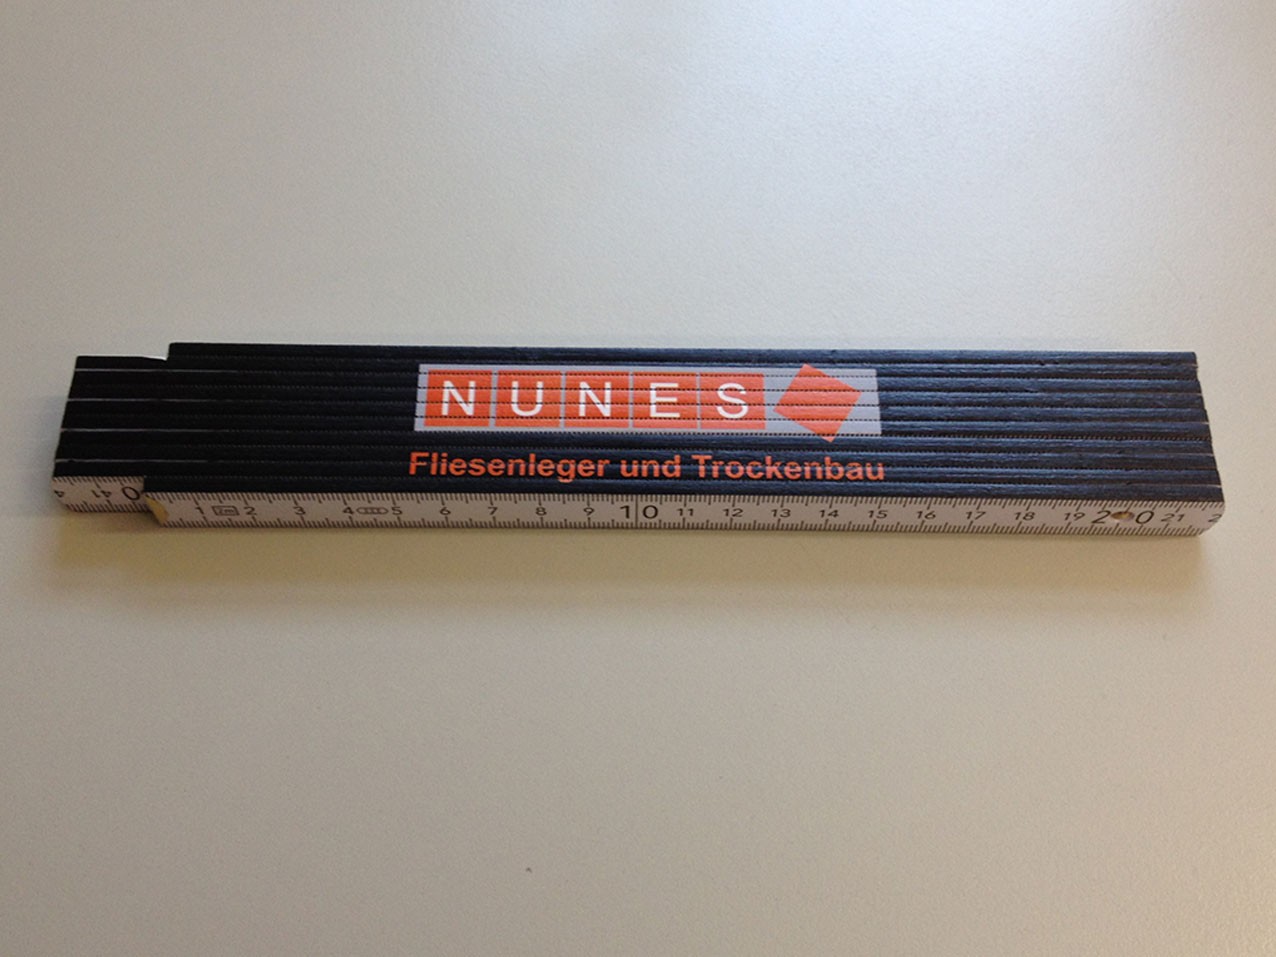 NUNES
Fliesenleger und Trockenbau
1 2 3 4 5 6 7 8 9 10 11 12 13 14 15 16 17 18 19 20 21